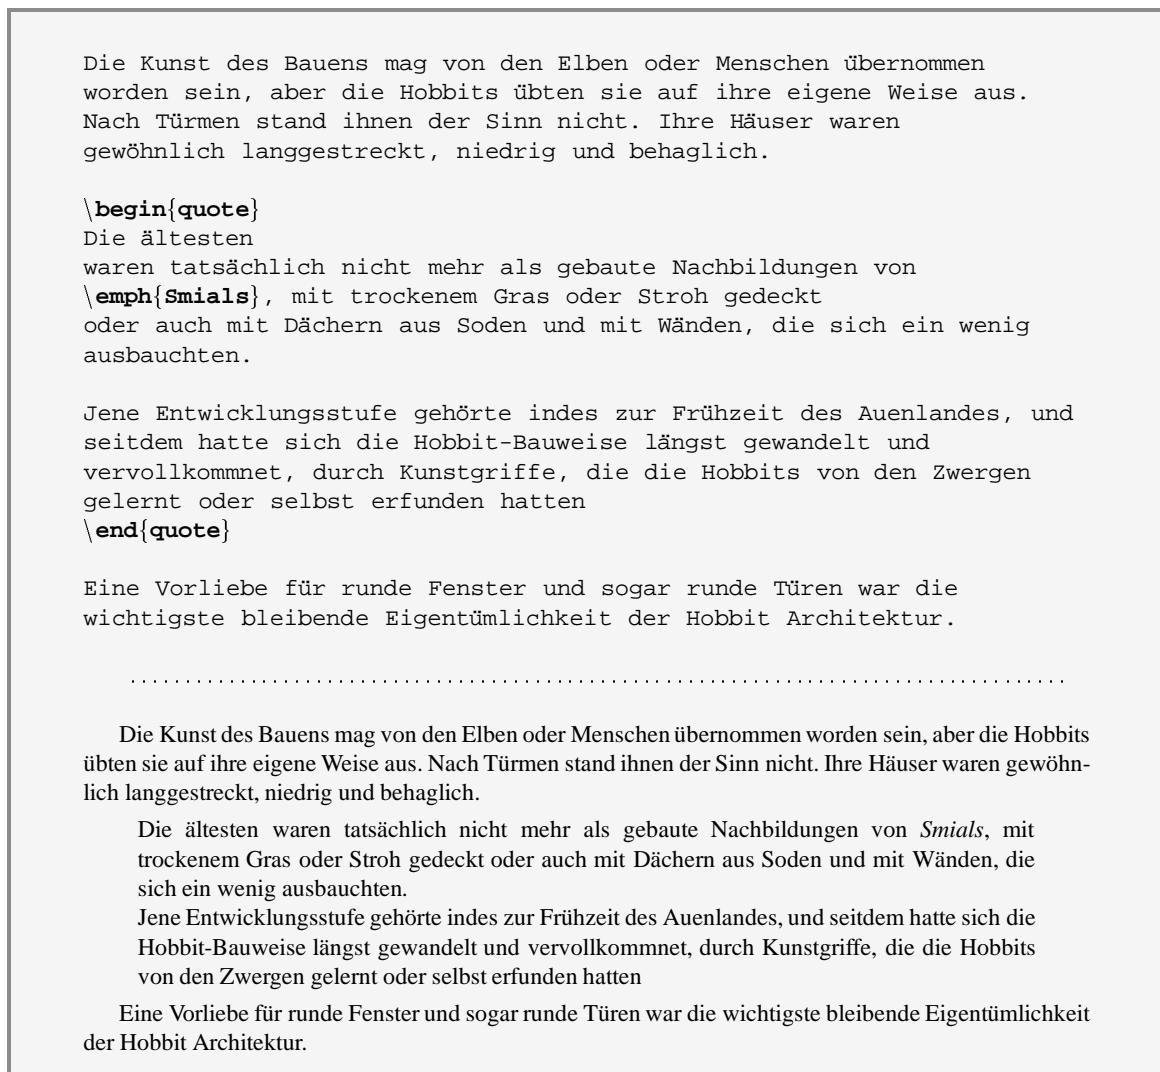 Die Kunst des Bauens mag von den Elben oder Menschen übernommen
worden sein, aber die Hobbits übten sie auf ihre eigene Weise aus.
Nach Türmen stand ihnen der Sinn nicht. Ihre Häuser waren
gewöhnlich langgestreckt, niedrig und behaglich.

\begin{quote}
Die ältesten
waren tatsächlich nicht mehr als gebaute Nachbildungen von
\emph{Smials}, mit trockenem Gras oder Stroh gedeckt
oder auch mit Dächern aus Soden und mit Wänden, die sich ein wenig
ausbauchten.

Jene Entwicklungsstufe gehörte indes zur Frühzeit des Auenlandes, und
seitdem hatte sich die Hobbit-Bauweise längst gewandelt und
vervollkommnet, durch Kunstgriffe, die die Hobbits von den Zwergen
gelernt oder selbst erfunden hatten
\end{quote}

Eine Vorliebe für runde Fenster und sogar runde Türen war die
wichtigste bleibende Eigentümlichkeit der Hobbit Architektur.

Die Kunst des Bauens mag von den Elben oder Menschen übernommen worden sein, aber die Hobbits
übten sie auf ihre eigene Weise aus. Nach Türmen stand ihnen der Sinn nicht. Ihre Häuser waren gewöhn-
lich langgestreckt, niedrig und behaglich.
Die ältesten waren tatsächlich nicht mehr als gebaute Nachbildungen von Smials, mit
trockenem Gras oder Stroh gedeckt oder auch mit Dächern aus Soden und mit Wänden, die
sich ein wenig ausbauchten.
Jene Entwicklungsstufe gehörte indes zur Frühzeit des Auenlandes, und seitdem hatte sich die
Hobbit-Bauweise längst gewandelt und vervollkommnet, durch Kunstgriffe, die die Hobbits
von den Zwergen gelernt oder selbst erfunden hatten
Eine Vorliebe für runde Fenster und sogar runde Türen war die wichtigste bleibende Eigentümlichkeit
der Hobbit Architektur.